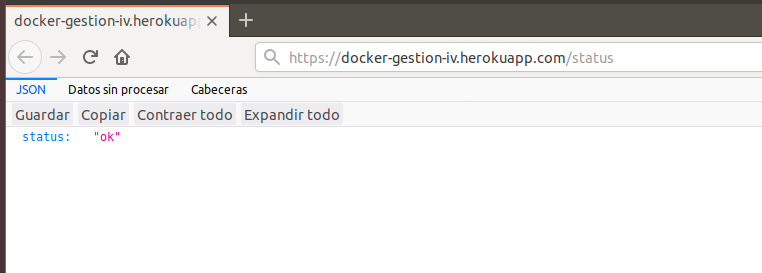 docker-gestion-iv.herokuap
https://docker-gestion-iv.herokuapp.com/status
JSON Datos sin procesar Cabeceras
Guardar Copiar Contraer todo Expandir todo
status: "ok"